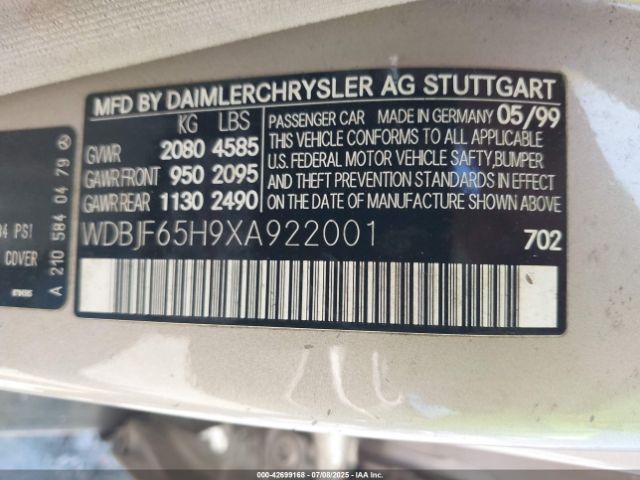 MFD BY DAIMLERCHRYSLER AG STUTTGART
KG LBS
GVWR 2080 4585
GAWR FRONT 950 2095
GAWR REAR 1130 2490
PASSENGER CAR MADE IN GERMANY 05/99
THIS VEHICLE CONFORMS TO ALL APPLICABLE
U.S. FEDERAL MOTOR VEHICLE SAFTY,BUMPER
AND THEFT PREVENTION STANDARDS IN EFFECT
ON DATE OF MANUFACTURE SHOWN ABOVE
WDBJF65H9XA922001
702
PSI
COVER
A 210 584 04 79
000-42699168 | 07/08/2025 | IAA Inc.